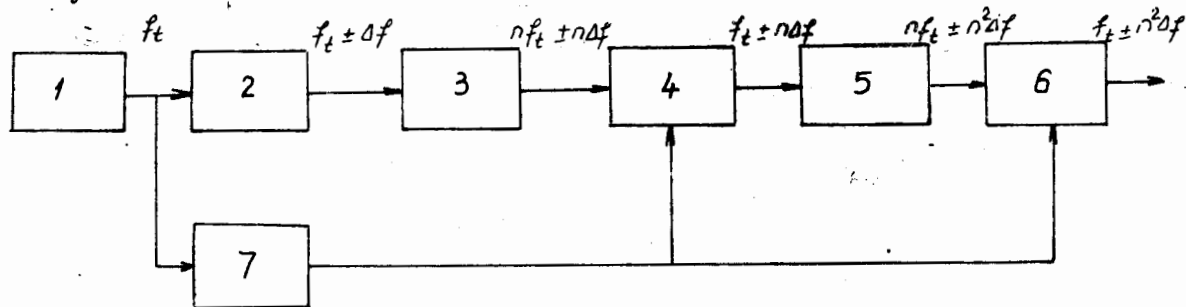 f_t f_t ± Δf nf_t ± nΔf f_t ± nΔf nf_t ± n²Δf f_t ± n²Δf
1 2 3 4 5 6
7